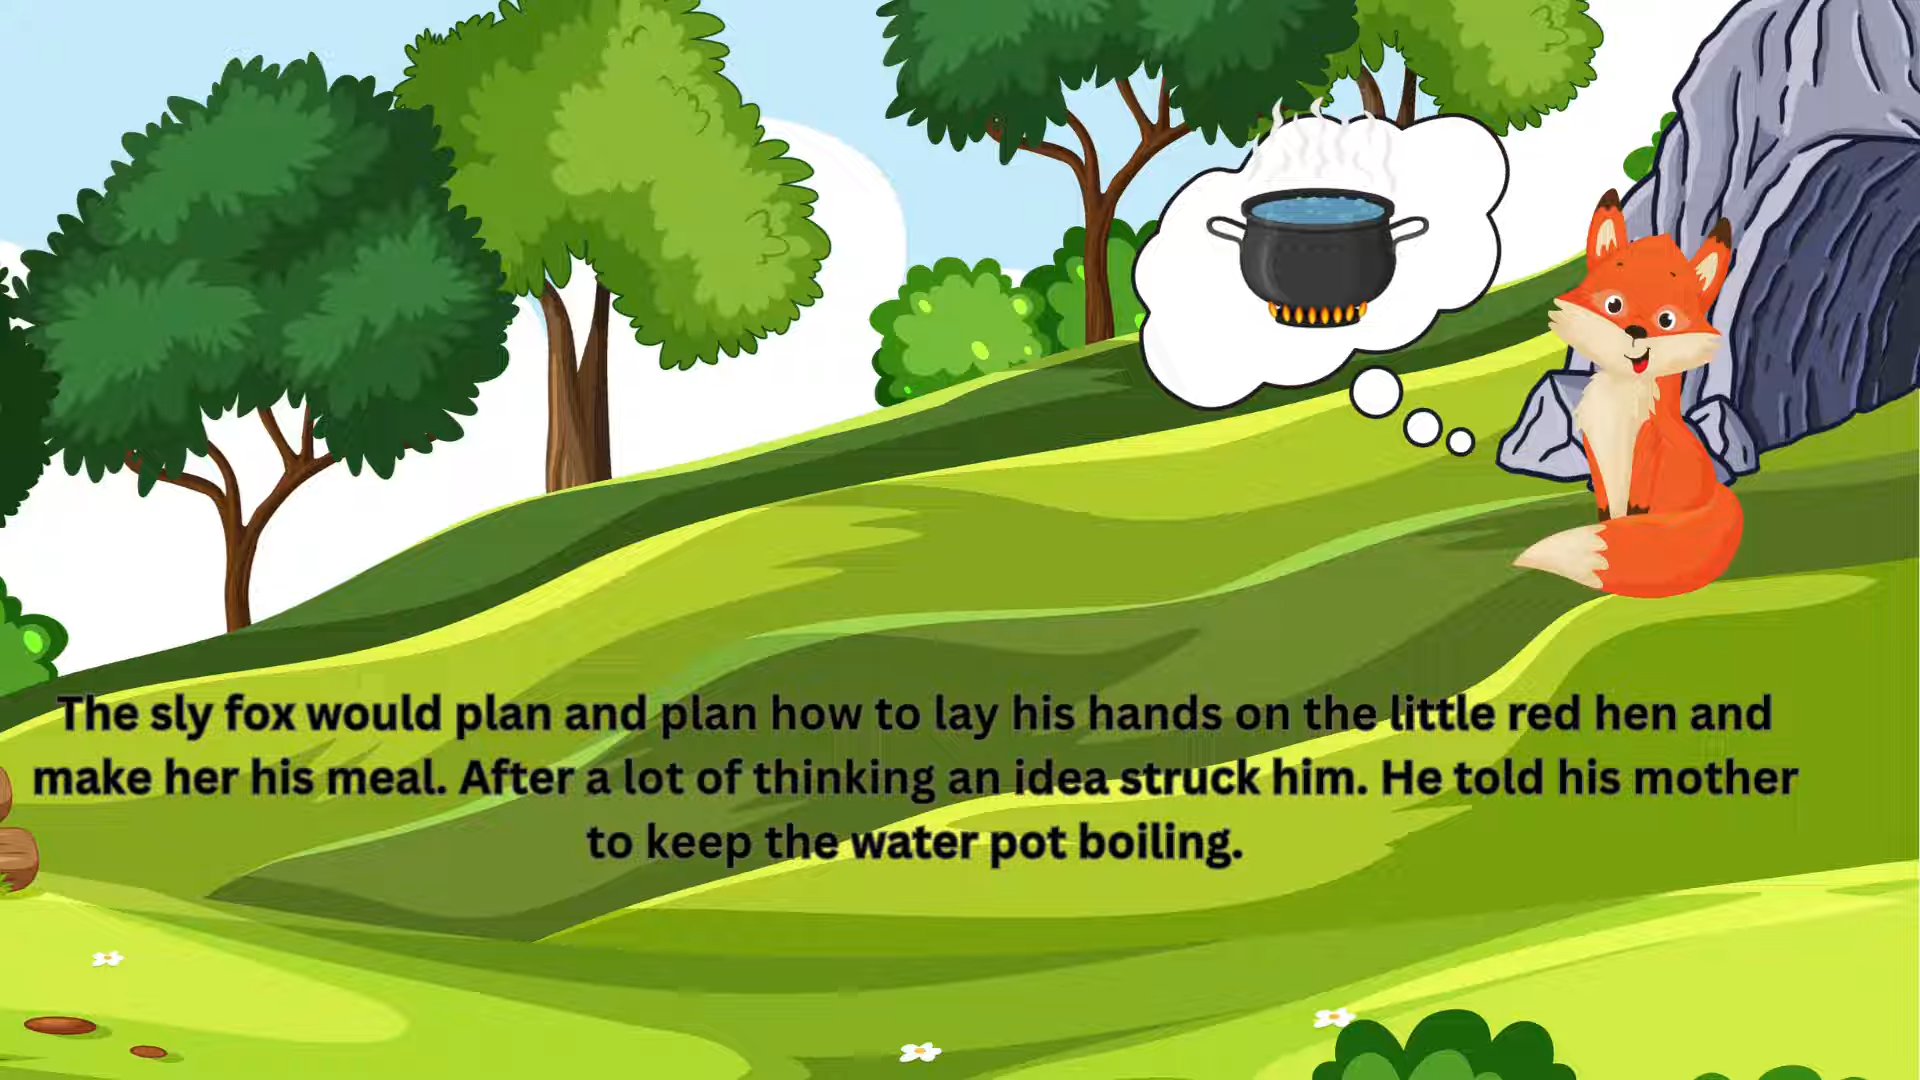 The sly fox would plan and plan how to lay his hands on the little red hen and
make her his meal. After a lot of thinking an idea struck him. He told his mother
to keep the water pot boiling.